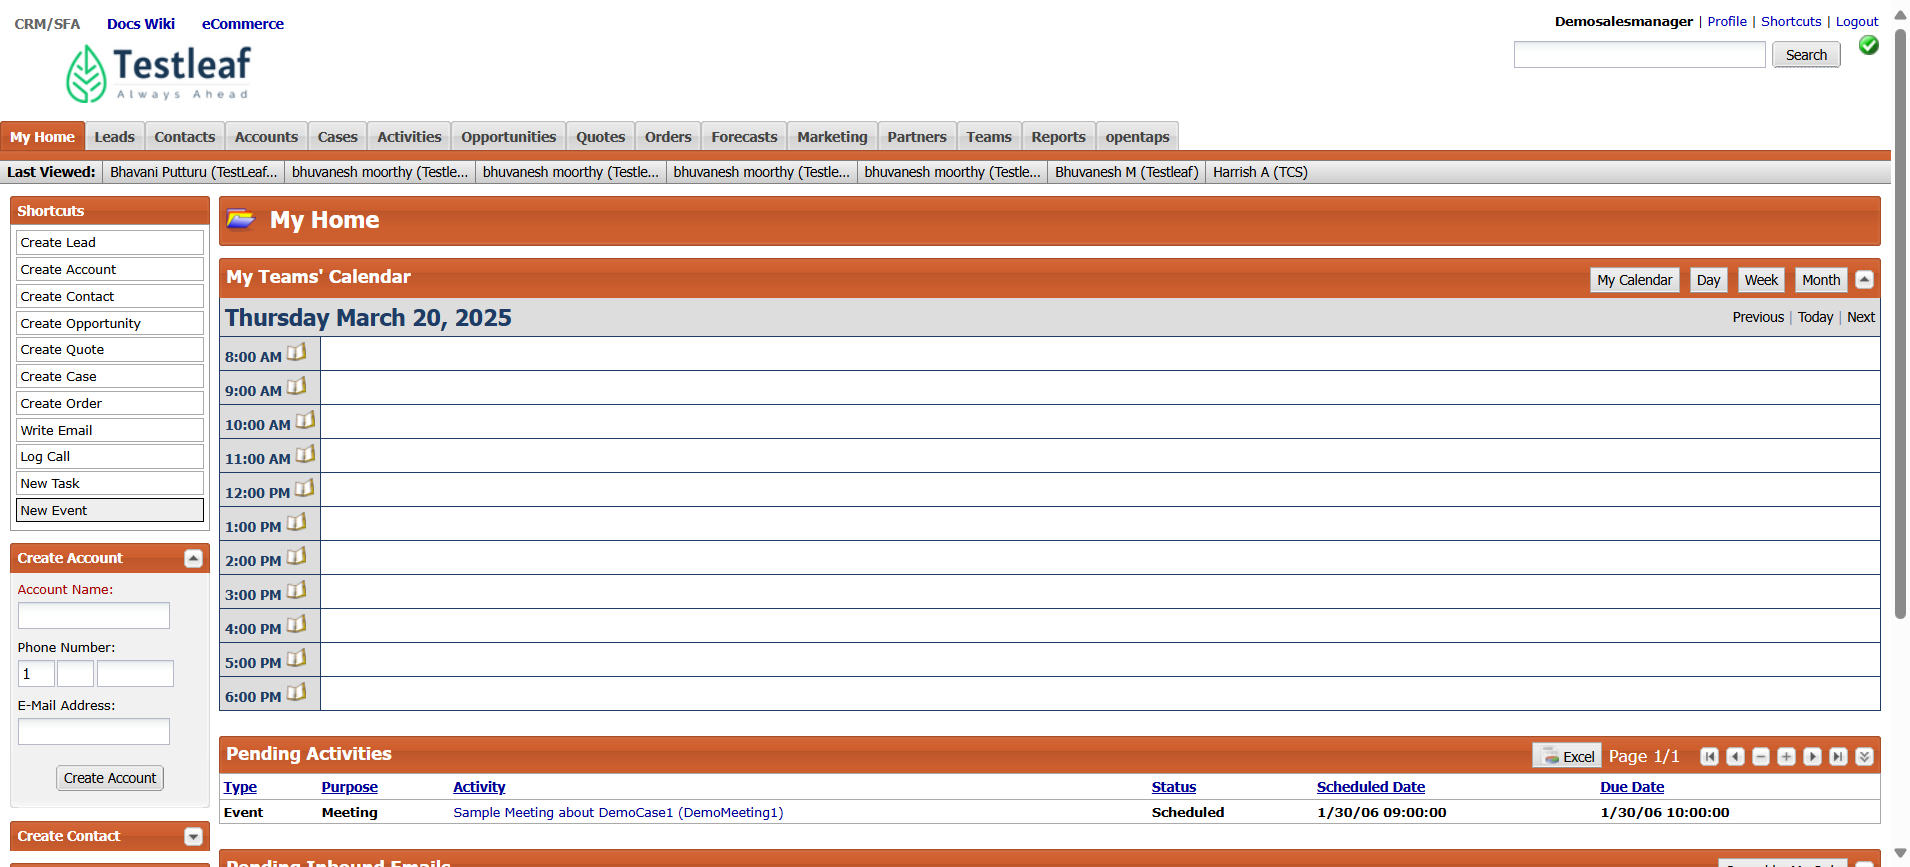 CRM/SFA Docs Wiki eCommerce
Demosalesmanager | Profile | Shortcuts | Logout
Search
Testleaf
Always Ahead
My Home Leads Contacts Accounts Cases Activities Opportunities Quotes Orders Forecasts Marketing Partners Teams Reports opentaps
Last Viewed: Bhavani Putturu (TestLeaf... bhuvanesh moorthy (Testle... bhuvanesh moorthy (Testle... bhuvanesh moorthy (Testle... bhuvanesh moorthy (Testle... Bhuvanesh M (Testleaf) Harrish A (TCS)
Shortcuts
Create Lead
Create Account
Create Contact
Create Opportunity
Create Quote
Create Case
Create Order
Write Email
Log Call
New Task
New Event
Create Account
Account Name:
Phone Number:
1
E-Mail Address:
Create Account
Create Contact
My Home
My Teams' Calendar
My Calendar Day Week Month
Thursday March 20, 2025
Previous | Today | Next
8:00 AM
9:00 AM
10:00 AM
11:00 AM
12:00 PM
1:00 PM
2:00 PM
3:00 PM
4:00 PM
5:00 PM
6:00 PM
Pending Activities
Excel Page 1/1
Type Purpose Activity Status Scheduled Date Due Date
Event Meeting Sample Meeting about DemoCase1 (DemoMeeting1) Scheduled 1/30/06 09:00:00 1/30/06 10:00:00
Pending Inbound Emails